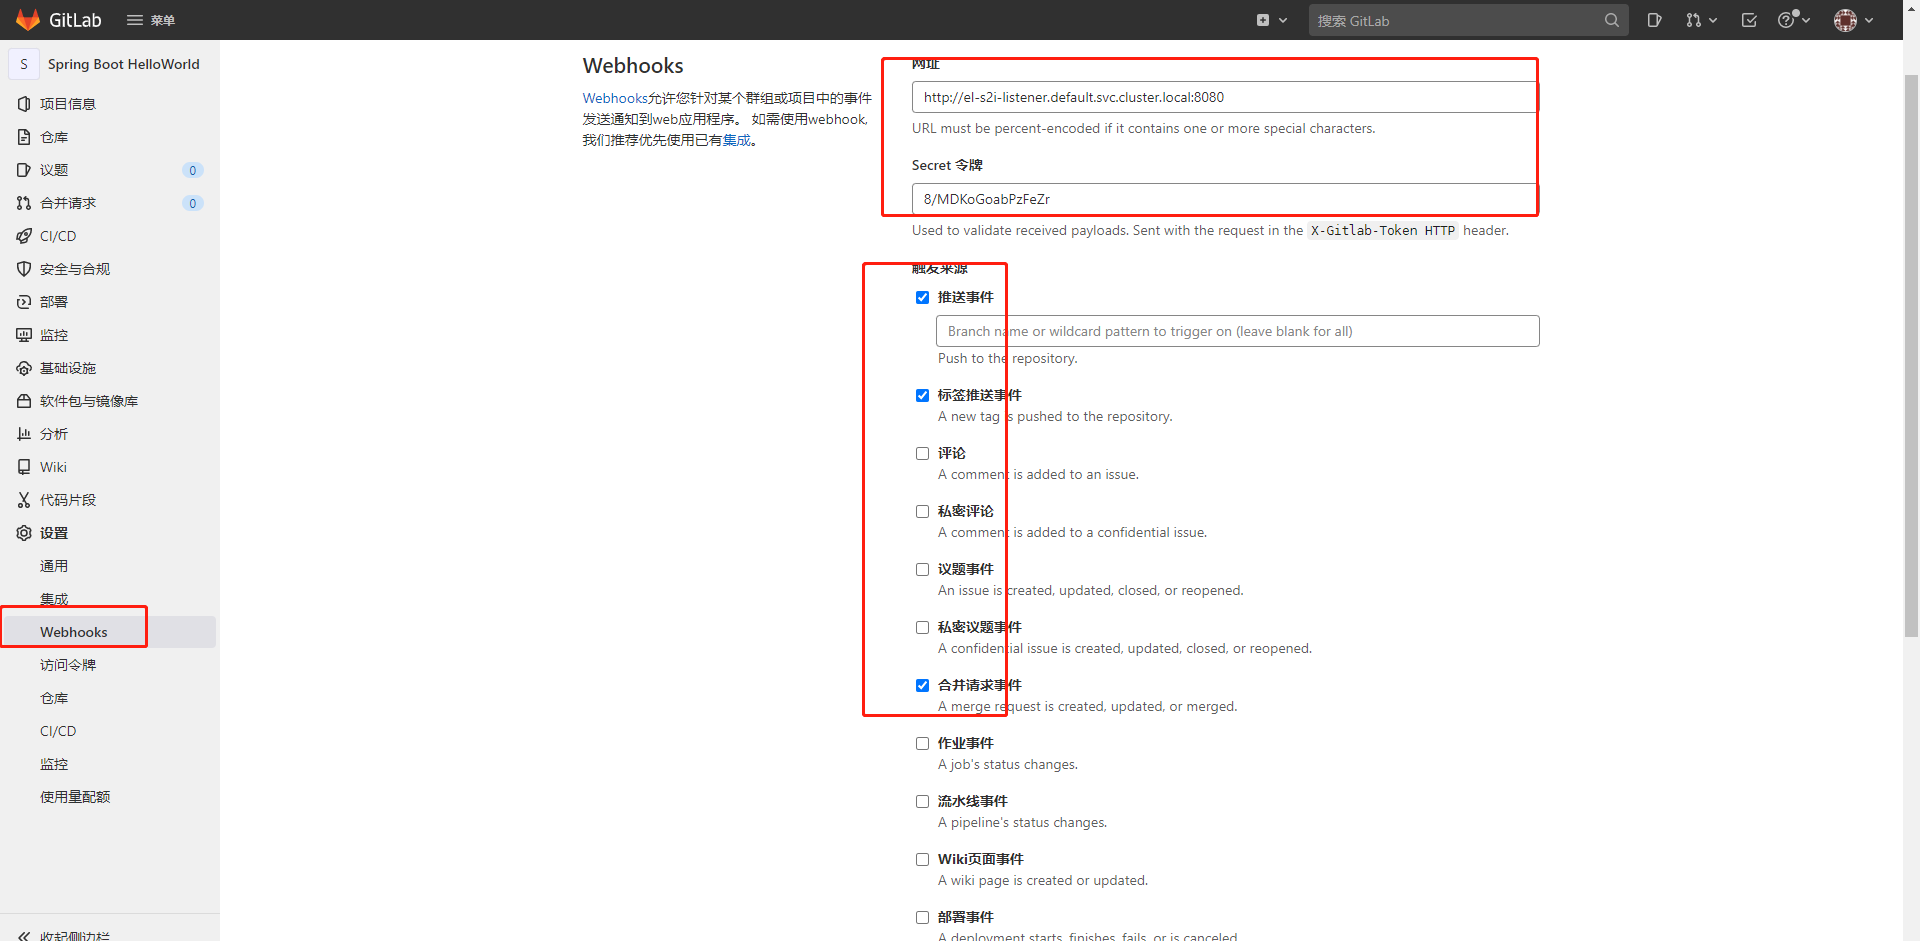 GitLab
菜单
搜索 GitLab
S
Spring Boot HelloWorld
项目信息
仓库
议题
0
合并请求
0
CI/CD
安全与合规
部署
监控
基础设施
软件包与镜像库
分析
Wiki
代码片段
设置
通用
集成
Webhooks
访问令牌
仓库
CI/CD
监控
使用量配额
收起侧边栏
Webhooks
Webhooks允许您针对某个群组或项目中的事件
发送通知到web应用程序。 如需使用webhook,
我们推荐优先使用已有集成。
网址
http://el-s2i-listener.default.svc.cluster.local:8080
URL must be percent-encoded if it contains one or more special characters.
Secret 令牌
8/MDKoGoabPzFeZr
Used to validate received payloads. Sent with the request in the X-Gitlab-Token HTTP header.
触发来源
推送事件
Branch name or wildcard pattern to trigger on (leave blank for all)
Push to the repository.
标签推送事件
A new tag is pushed to the repository.
评论
A comment is added to an issue.
私密评论
A comment is added to a confidential issue.
议题事件
An issue is created, updated, closed, or reopened.
私密议题事件
A confidential issue is created, updated, closed, or reopened.
合并请求事件
A merge request is created, updated, or merged.
作业事件
A job's status changes.
流水线事件
A pipeline's status changes.
Wiki页面事件
A wiki page is created or updated.
部署事件
A deployment starts, finishes, fails, or is canceled.